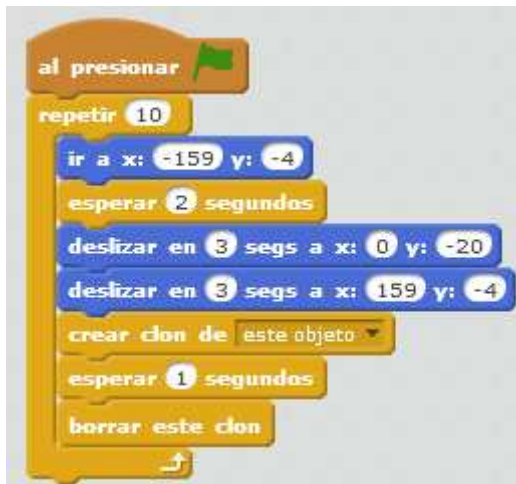 al presionar
repetir 10
ir a x: -159 y: -4
esperar 2 segundos
deslizar en 3 segs a x: 0 y: -20
deslizar en 3 segs a x: 159 y: -4
crear clon de este objeto
esperar 1 segundos
borrar este clon